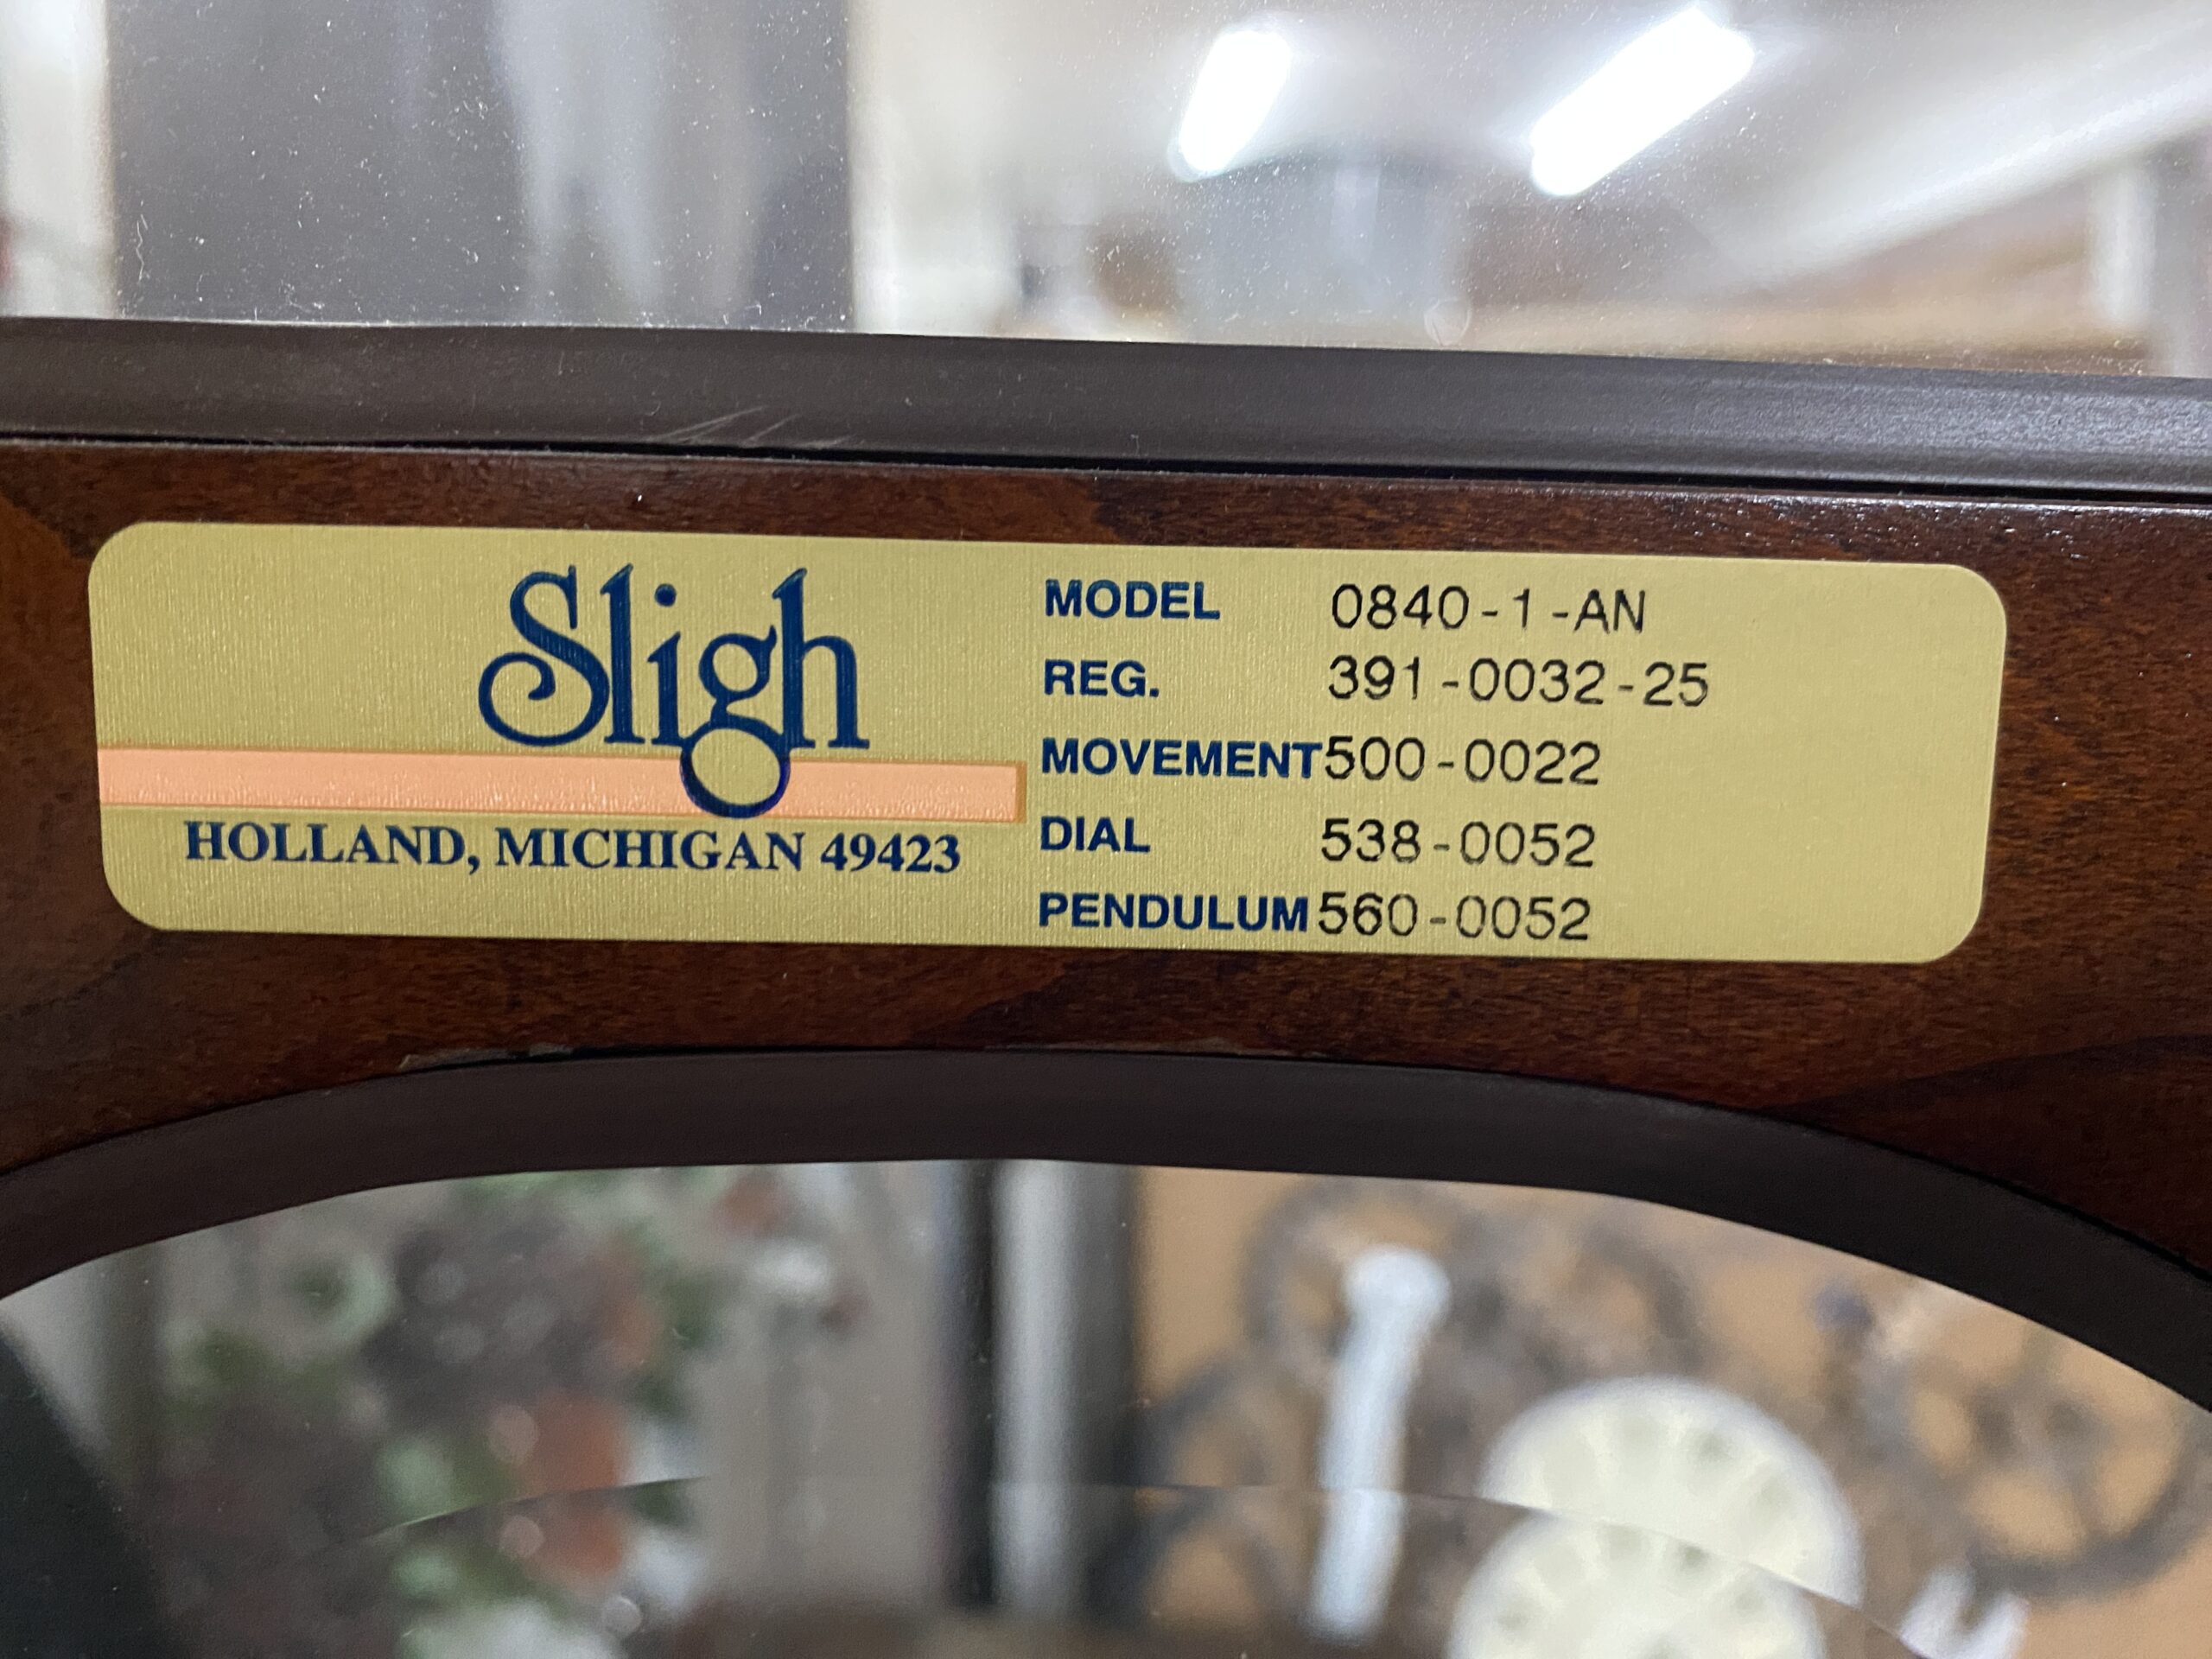 Sligh
HOLLAND, MICHIGAN 49423
MODEL 0840-1-AN
REG. 391-0032-25
MOVEMENT 500-0022
DIAL 538-0052
PENDULUM 560-0052